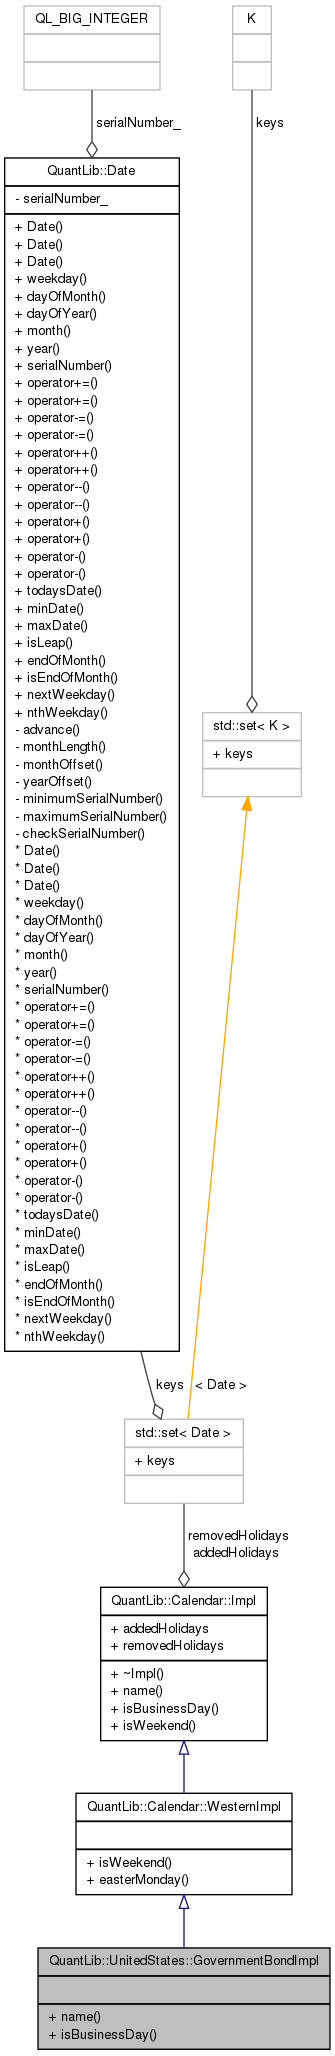 QL_BIG_INTEGER
K
serialNumber_
keys
QuantLib::Date
- serialNumber_
+ Date()
+ Date()
+ Date()
+ weekday()
+ dayOfMonth()
+ dayOfYear()
+ month()
+ year()
+ serialNumber()
+ operator+=()
+ operator+=()
+ operator-=()
+ operator-=()
+ operator++()
+ operator++()
+ operator--()
+ operator--()
+ operator+()
+ operator+()
+ operator-()
+ operator-()
+ todaysDate()
+ minDate()
+ maxDate()
+ isLeap()
+ endOfMonth()
+ isEndOfMonth()
+ nextWeekday()
+ nthWeekday()
- advance()
- monthLength()
- monthOffset()
- yearOffset()
- minimumSerialNumber()
- maximumSerialNumber()
- checkSerialNumber()
* Date()
* Date()
* Date()
* weekday()
* dayOfMonth()
* dayOfYear()
* month()
* year()
* serialNumber()
* operator+=()
* operator+=()
* operator-=()
* operator-=()
* operator++()
* operator++()
* operator--()
* operator--()
* operator+()
* operator+()
* operator-()
* operator-()
* todaysDate()
* minDate()
* maxDate()
* isLeap()
* endOfMonth()
* isEndOfMonth()
* nextWeekday()
* nthWeekday()
std::set< K >
+ keys
keys
< Date >
std::set< Date >
+ keys
removedHolidays
addedHolidays
QuantLib::Calendar::Impl
+ addedHolidays
+ removedHolidays
+ ~Impl()
+ name()
+ isBusinessDay()
+ isWeekend()
QuantLib::Calendar::WesternImpl
+ isWeekend()
+ easterMonday()
QuantLib::UnitedStates::GovernmentBondImpl
+ name()
+ isBusinessDay()